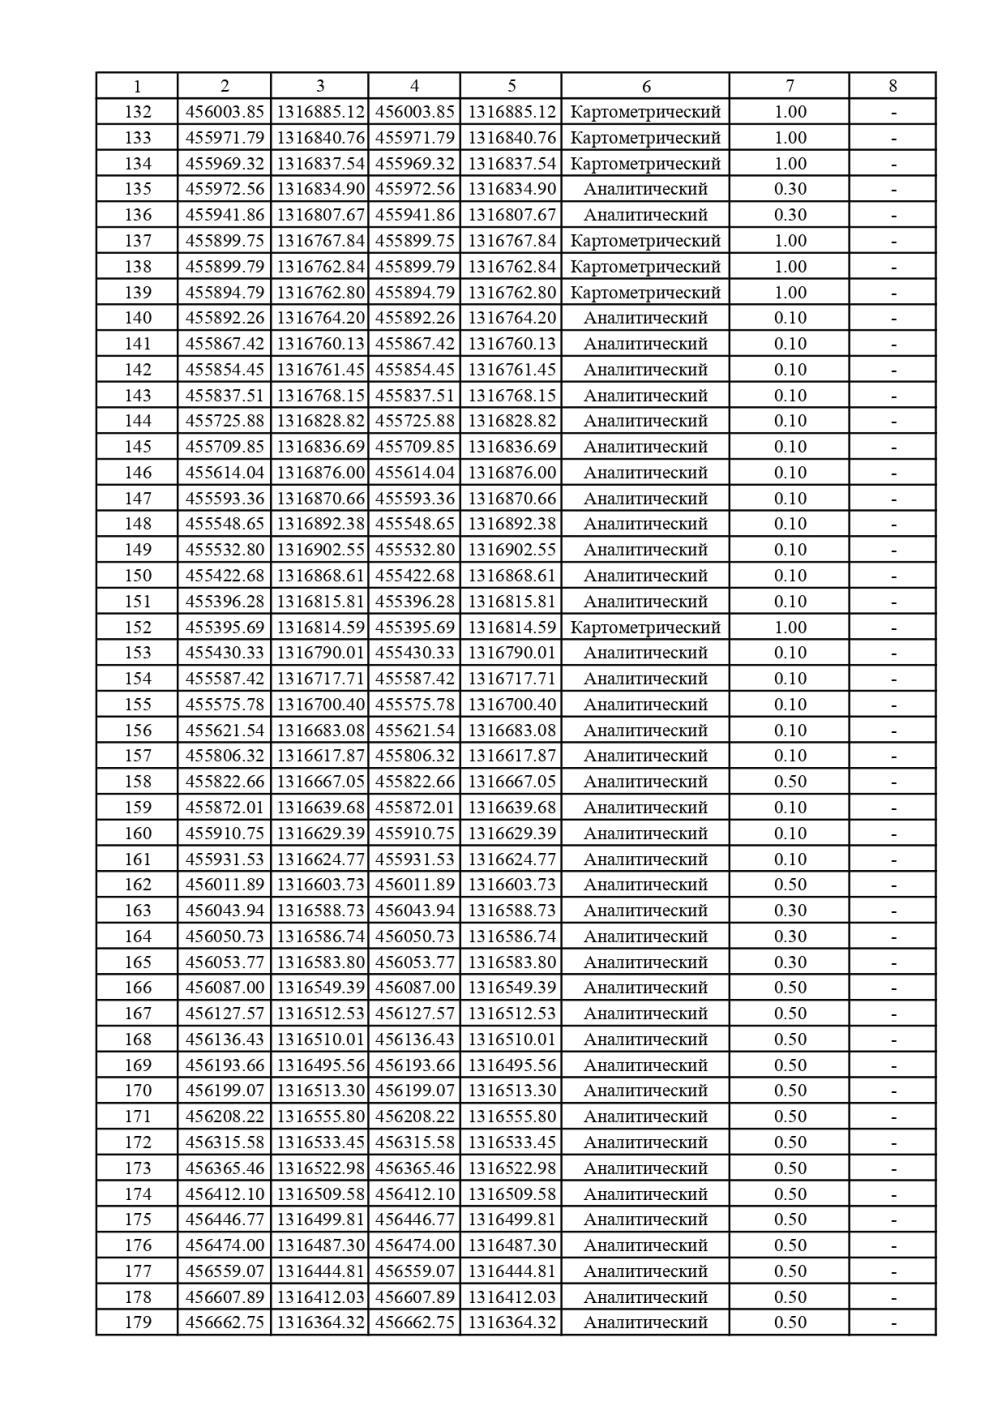 1 2 3 4 5 6 7 8
132 456003.85 1316885.12 456003.85 1316885.12 Картометрический 1.00 -
133 455971.79 1316840.76 455971.79 1316840.76 Картометрический 1.00 -
134 455969.32 1316837.54 455969.32 1316837.54 Картометрический 1.00 -
135 455972.56 1316834.90 455972.56 1316834.90 Аналитический 0.30 -
136 455941.86 1316807.67 455941.86 1316807.67 Аналитический 0.30 -
137 455899.75 1316767.84 455899.75 1316767.84 Картометрический 1.00 -
138 455899.79 1316762.84 455899.79 1316762.84 Картометрический 1.00 -
139 455894.79 1316762.80 455894.79 1316762.80 Картометрический 1.00 -
140 455892.26 1316764.20 455892.26 1316764.20 Аналитический 0.10 -
141 455867.42 1316760.13 455867.42 1316760.13 Аналитический 0.10 -
142 455854.45 1316761.45 455854.45 1316761.45 Аналитический 0.10 -
143 455837.51 1316768.15 455837.51 1316768.15 Аналитический 0.10 -
144 455725.88 1316828.82 455725.88 1316828.82 Аналитический 0.10 -
145 455709.85 1316836.69 455709.85 1316836.69 Аналитический 0.10 -
146 455614.04 1316876.00 455614.04 1316876.00 Аналитический 0.10 -
147 455593.36 1316870.66 455593.36 1316870.66 Аналитический 0.10 -
148 455548.65 1316892.38 455548.65 1316892.38 Аналитический 0.10 -
149 455532.80 1316902.55 455532.80 1316902.55 Аналитический 0.10 -
150 455422.68 1316868.61 455422.68 1316868.61 Аналитический 0.10 -
151 455396.28 1316815.81 455396.28 1316815.81 Аналитический 0.10 -
152 455395.69 1316814.59 455395.69 1316814.59 Картометрический 1.00 -
153 455430.33 1316790.01 455430.33 1316790.01 Аналитический 0.10 -
154 455587.42 1316717.71 455587.42 1316717.71 Аналитический 0.10 -
155 455575.78 1316700.40 455575.78 1316700.40 Аналитический 0.10 -
156 455621.54 1316683.08 455621.54 1316683.08 Аналитический 0.10 -
157 455806.32 1316617.87 455806.32 1316617.87 Аналитический 0.10 -
158 455822.66 1316667.05 455822.66 1316667.05 Аналитический 0.50 -
159 455872.01 1316639.68 455872.01 1316639.68 Аналитический 0.10 -
160 455910.75 1316629.39 455910.75 1316629.39 Аналитический 0.10 -
161 455931.53 1316624.77 455931.53 1316624.77 Аналитический 0.10 -
162 456011.89 1316603.73 456011.89 1316603.73 Аналитический 0.50 -
163 456043.94 1316588.73 456043.94 1316588.73 Аналитический 0.30 -
164 456050.73 1316586.74 456050.73 1316586.74 Аналитический 0.30 -
165 456053.77 1316583.80 456053.77 1316583.80 Аналитический 0.30 -
166 456087.00 1316549.39 456087.00 1316549.39 Аналитический 0.50 -
167 456127.57 1316512.53 456127.57 1316512.53 Аналитический 0.50 -
168 456136.43 1316510.01 456136.43 1316510.01 Аналитический 0.50 -
169 456193.66 1316495.56 456193.66 1316495.56 Аналитический 0.50 -
170 456199.07 1316513.30 456199.07 1316513.30 Аналитический 0.50 -
171 456208.22 1316555.80 456208.22 1316555.80 Аналитический 0.50 -
172 456315.58 1316533.45 456315.58 1316533.45 Аналитический 0.50 -
173 456365.46 1316522.98 456365.46 1316522.98 Аналитический 0.50 -
174 456412.10 1316509.58 456412.10 1316509.58 Аналитический 0.50 -
175 456446.77 1316499.81 456446.77 1316499.81 Аналитический 0.50 -
176 456474.00 1316487.30 456474.00 1316487.30 Аналитический 0.50 -
177 456559.07 1316444.81 456559.07 1316444.81 Аналитический 0.50 -
178 456607.89 1316412.03 456607.89 1316412.03 Аналитический 0.50 -
179 456662.75 1316364.32 456662.75 1316364.32 Аналитический 0.50 -